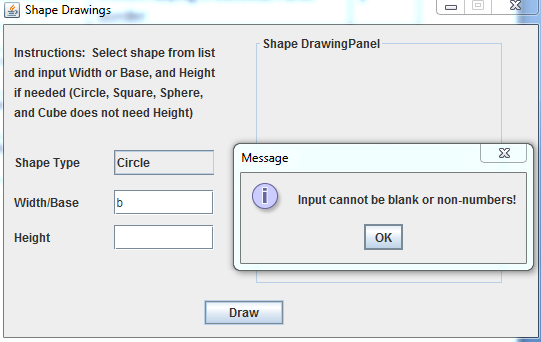 Shape Drawings
Instructions:  Select shape from list
and input Width or Base, and Height
if needed (Circle, Square, Sphere,
and Cube does not need Height)
Shape DrawingPanel
Shape Type
Circle
Width/Base
b
Height
Draw
Message
Input cannot be blank or non-numbers!
OK